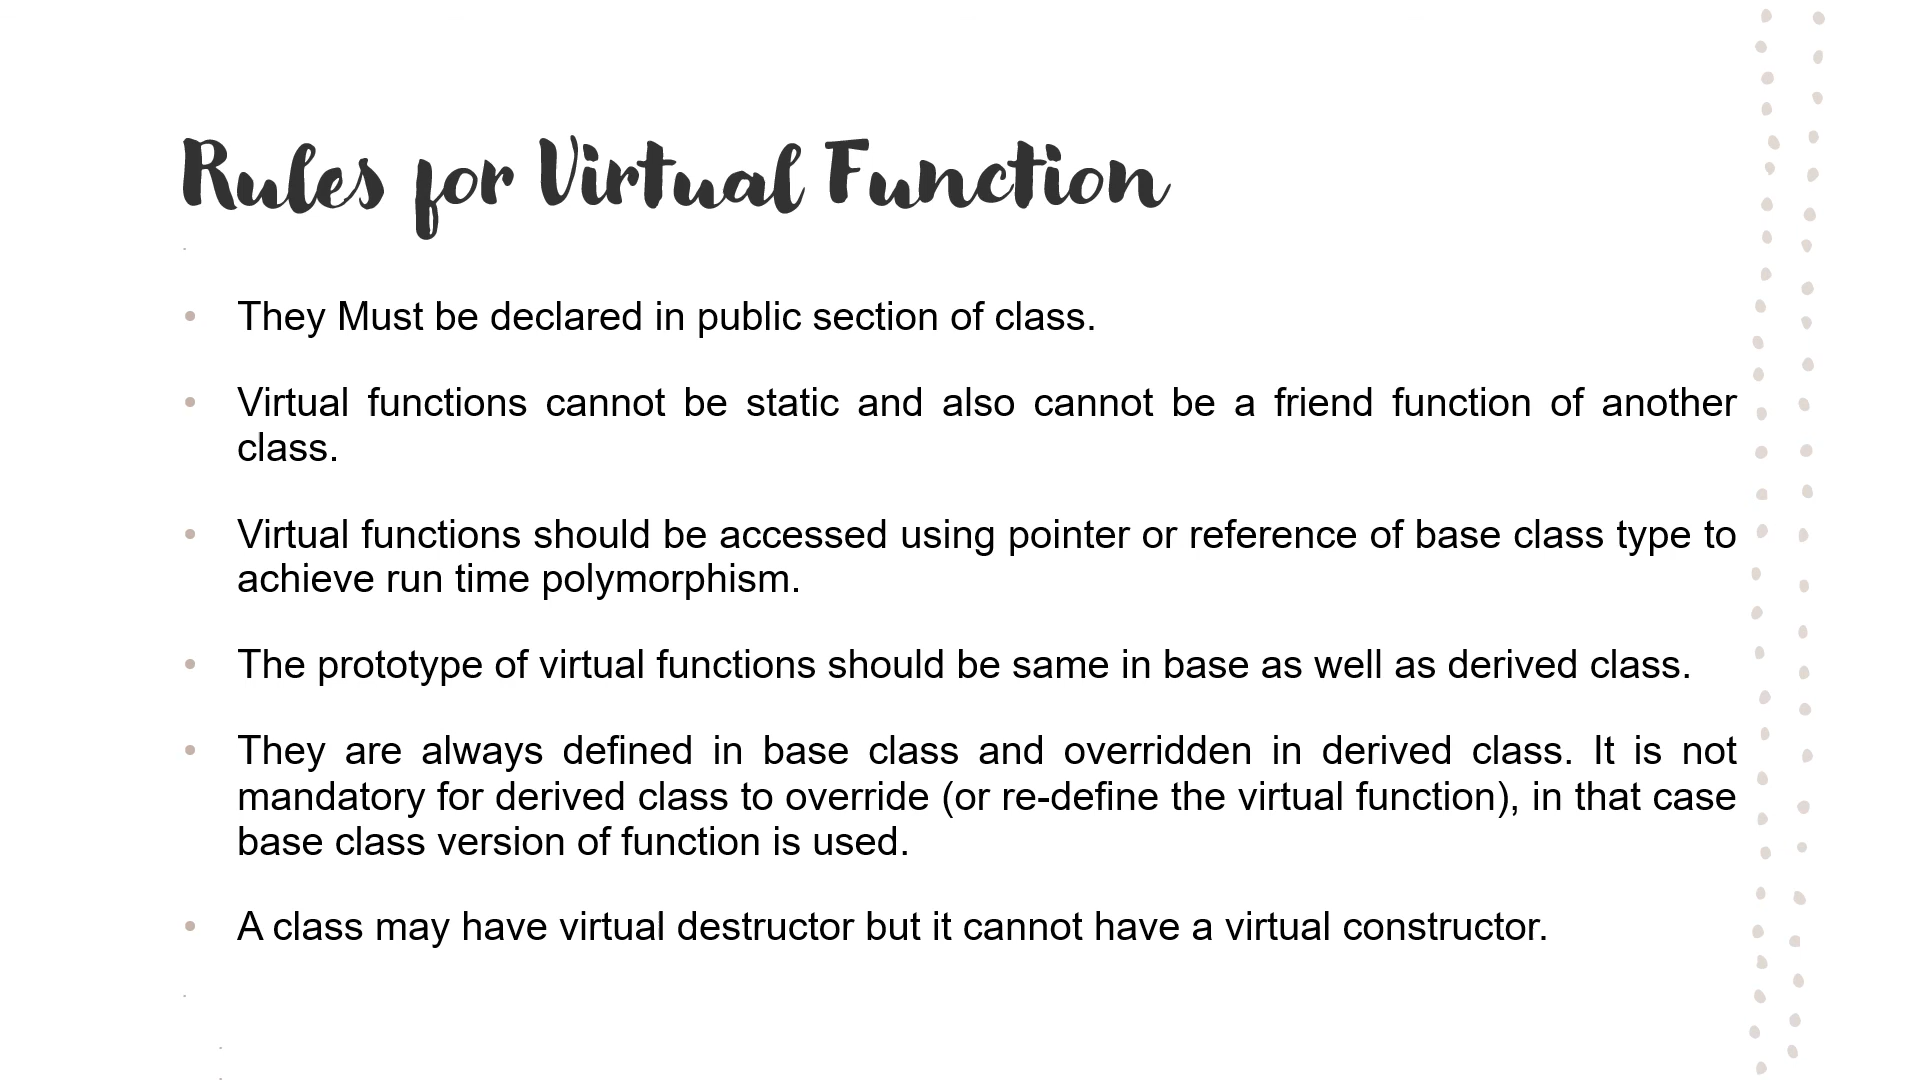 Rules for Virtual Function
• They Must be declared in public section of class.
• Virtual functions cannot be static and also cannot be a friend function of another
class.
• Virtual functions should be accessed using pointer or reference of base class type to
achieve run time polymorphism.
• The prototype of virtual functions should be same in base as well as derived class.
• They are always defined in base class and overridden in derived class. It is not
mandatory for derived class to override (or re-define the virtual function), in that case
base class version of function is used.
• A class may have virtual destructor but it cannot have a virtual constructor.